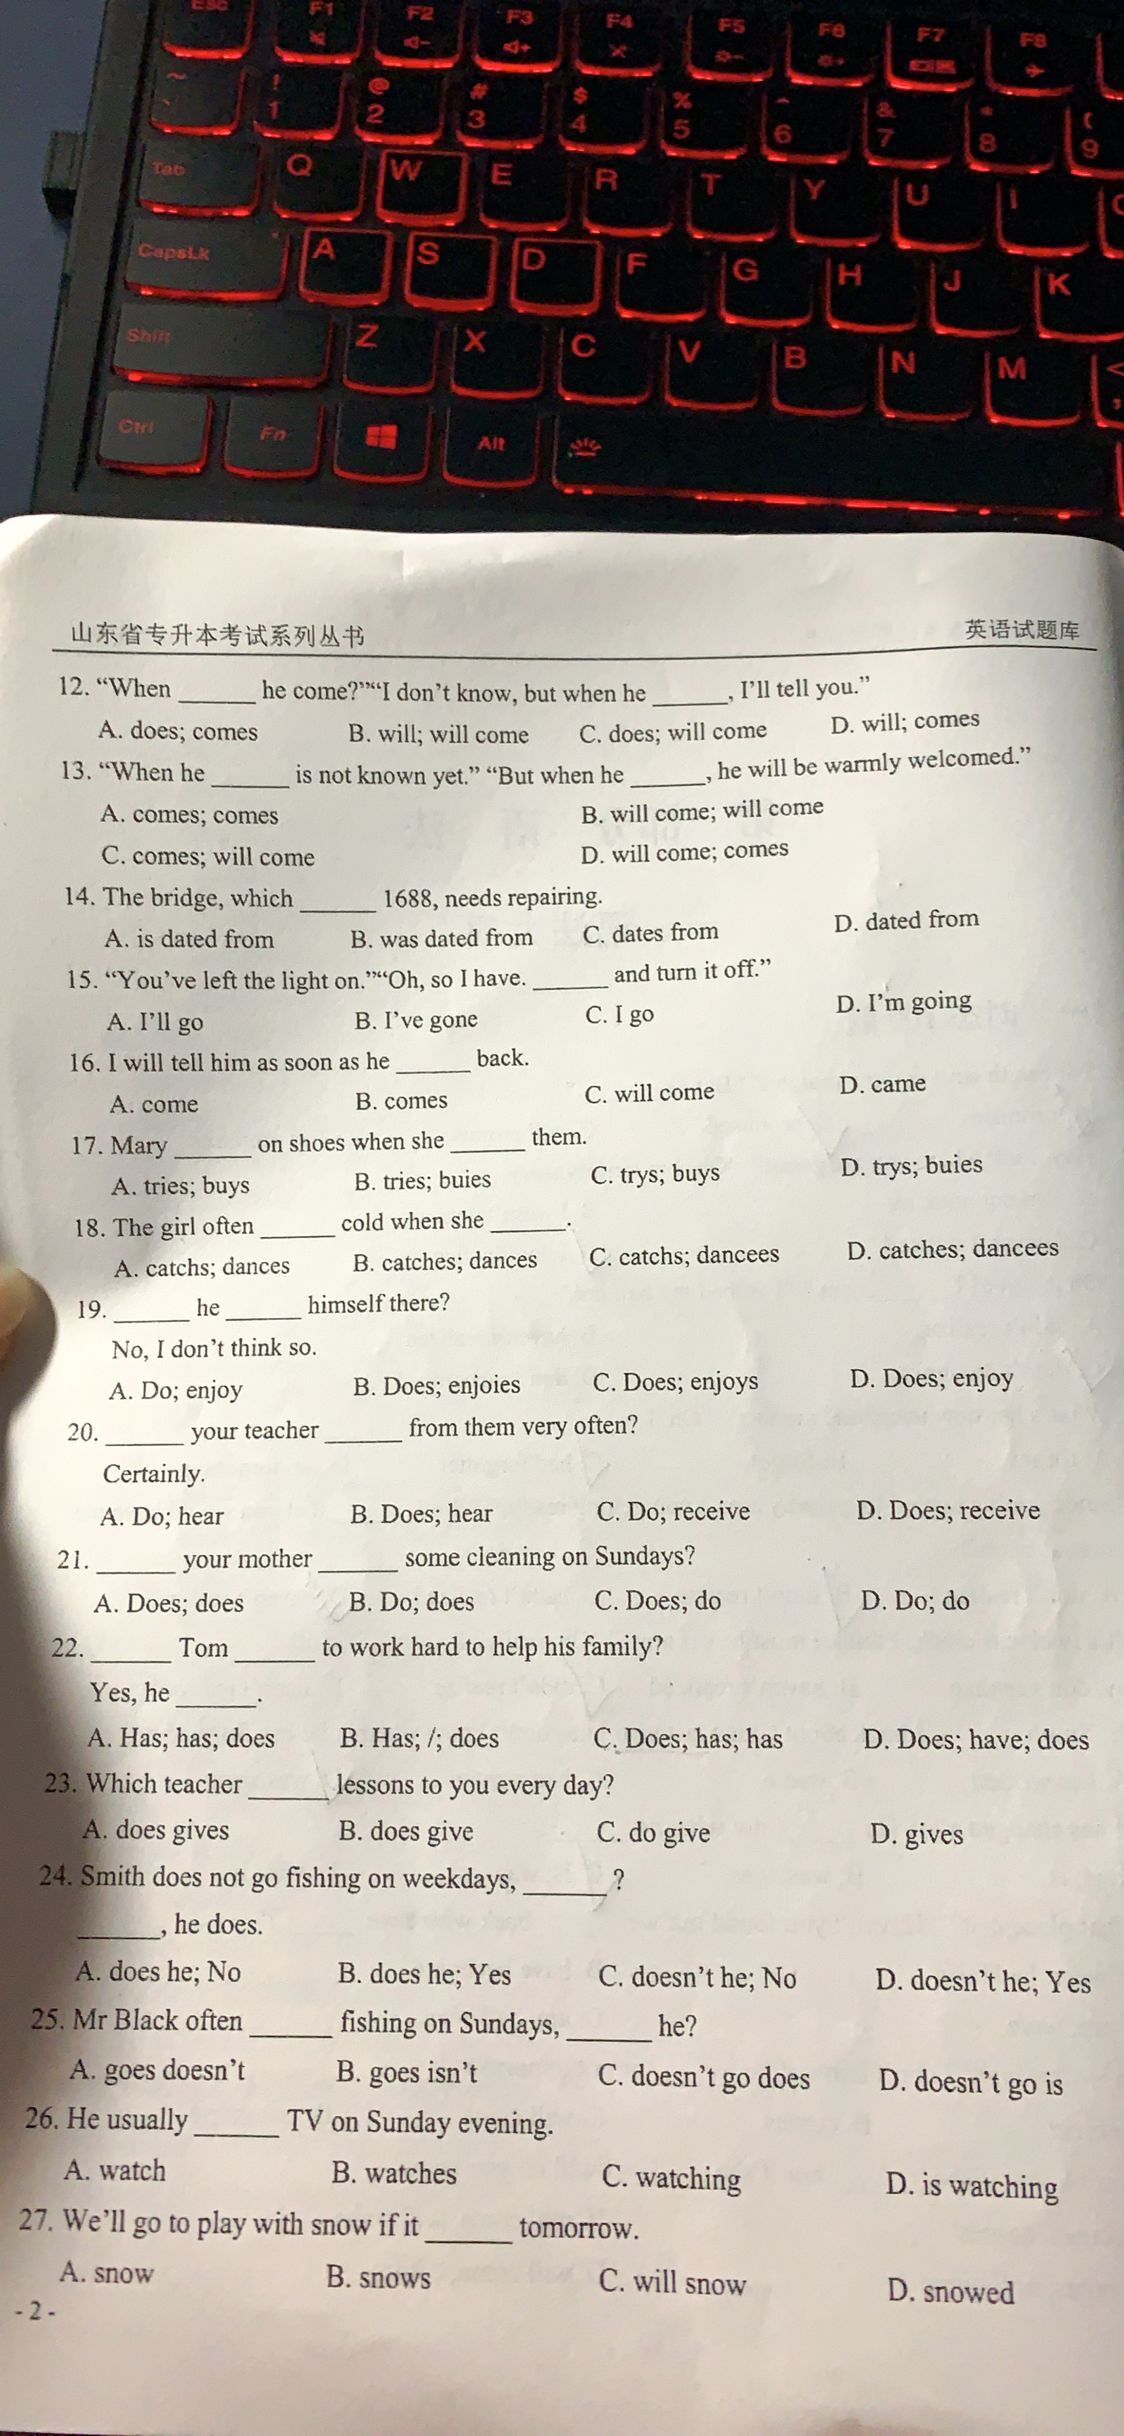 Esc F1 F2 F3 F4 F5 F6 F7 F8
~ ` ! 1 @ 2 # 3 $ 4 % 5 ^ 6 & 7 * 8 ( 9
Tab Q W E R T Y U I
CapsLk A S D F G H J K
Shift Z X C V B N M <
Ctrl Fn Alt
山东省专升本考试系列丛书 英语试题库
12. “When ______ he come?”“I don’t know, but when he ______, I’ll tell you.”
A. does; comes B. will; will come C. does; will come D. will; comes
13. “When he ______ is not known yet.” “But when he ______, he will be warmly welcomed.”
A. comes; comes B. will come; will come
C. comes; will come D. will come; comes
14. The bridge, which ______ 1688, needs repairing.
A. is dated from B. was dated from C. dates from D. dated from
15. “You’ve left the light on.”“Oh, so I have. ______ and turn it off.”
A. I’ll go B. I’ve gone C. I go D. I’m going
16. I will tell him as soon as he ______ back.
A. come B. comes C. will come D. came
17. Mary ______ on shoes when she ______ them.
A. tries; buys B. tries; buies C. trys; buys D. trys; buies
18. The girl often ______ cold when she ______.
A. catchs; dances B. catches; dances C. catchs; dancees D. catches; dancees
19. ______ he ______ himself there?
No, I don’t think so.
A. Do; enjoy B. Does; enjoies C. Does; enjoys D. Does; enjoy
20. ______ your teacher ______ from them very often?
Certainly.
A. Do; hear B. Does; hear C. Do; receive D. Does; receive
21. ______ your mother ______ some cleaning on Sundays?
A. Does; does B. Do; does C. Does; do D. Do; do
22. ______ Tom ______ to work hard to help his family?
Yes, he ______.
A. Has; has; does B. Has; /; does C. Does; has; has D. Does; have; does
23. Which teacher ______ lessons to you every day?
A. does gives B. does give C. do give D. gives
24. Smith does not go fishing on weekdays, ______?
______, he does.
A. does he; No B. does he; Yes C. doesn’t he; No D. doesn’t he; Yes
25. Mr Black often ______ fishing on Sundays, ______ he?
A. goes doesn’t B. goes isn’t C. doesn’t go does D. doesn’t go is
26. He usually ______ TV on Sunday evening.
A. watch B. watches C. watching D. is watching
27. We’ll go to play with snow if it ______ tomorrow.
A. snow B. snows C. will snow D. snowed
- 2 -